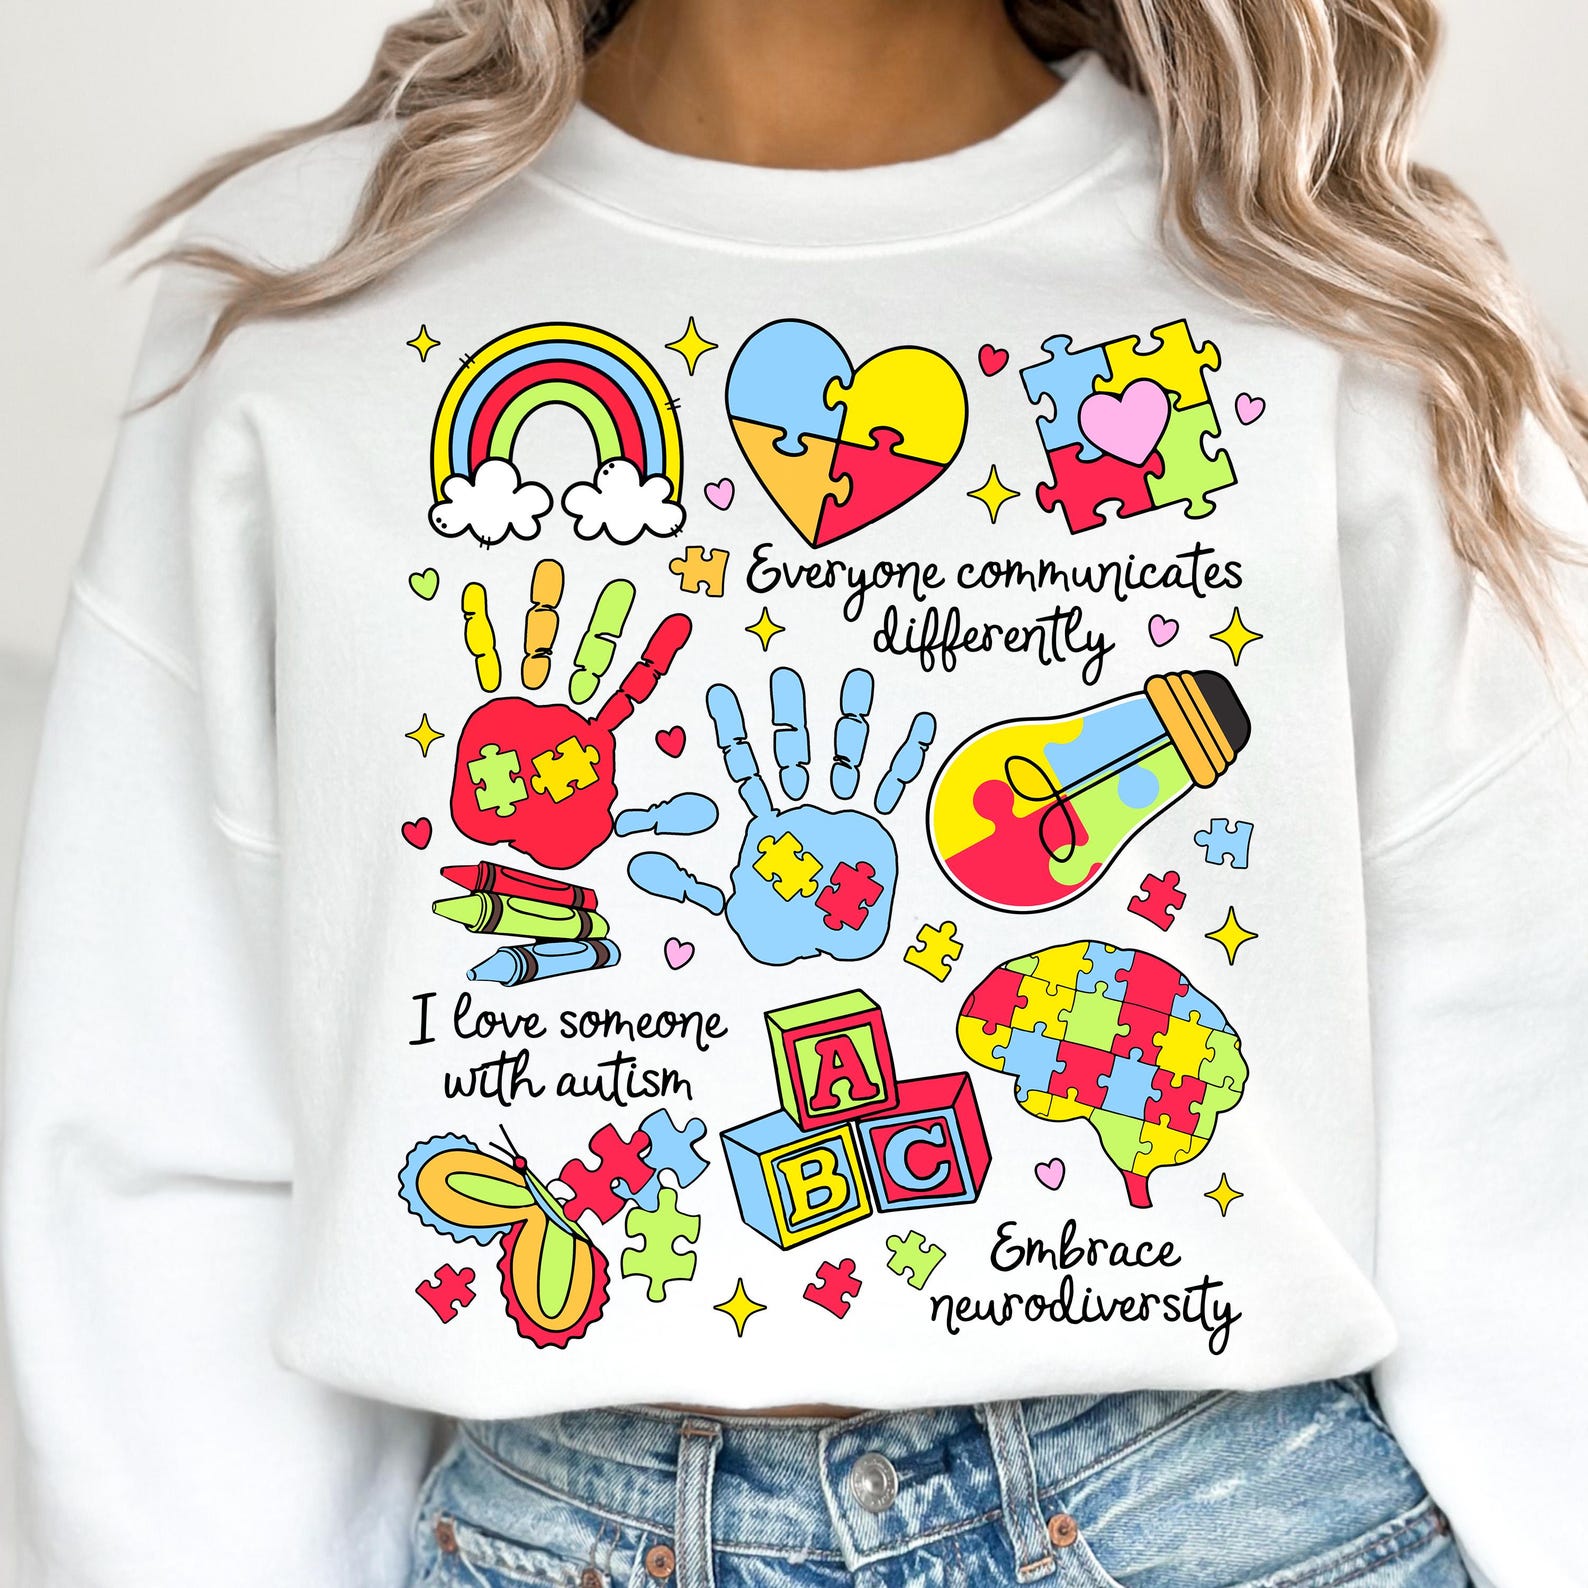 Everyone communicates
differently
I love someone
with autism
A
B C
Embrace
neurodiversity